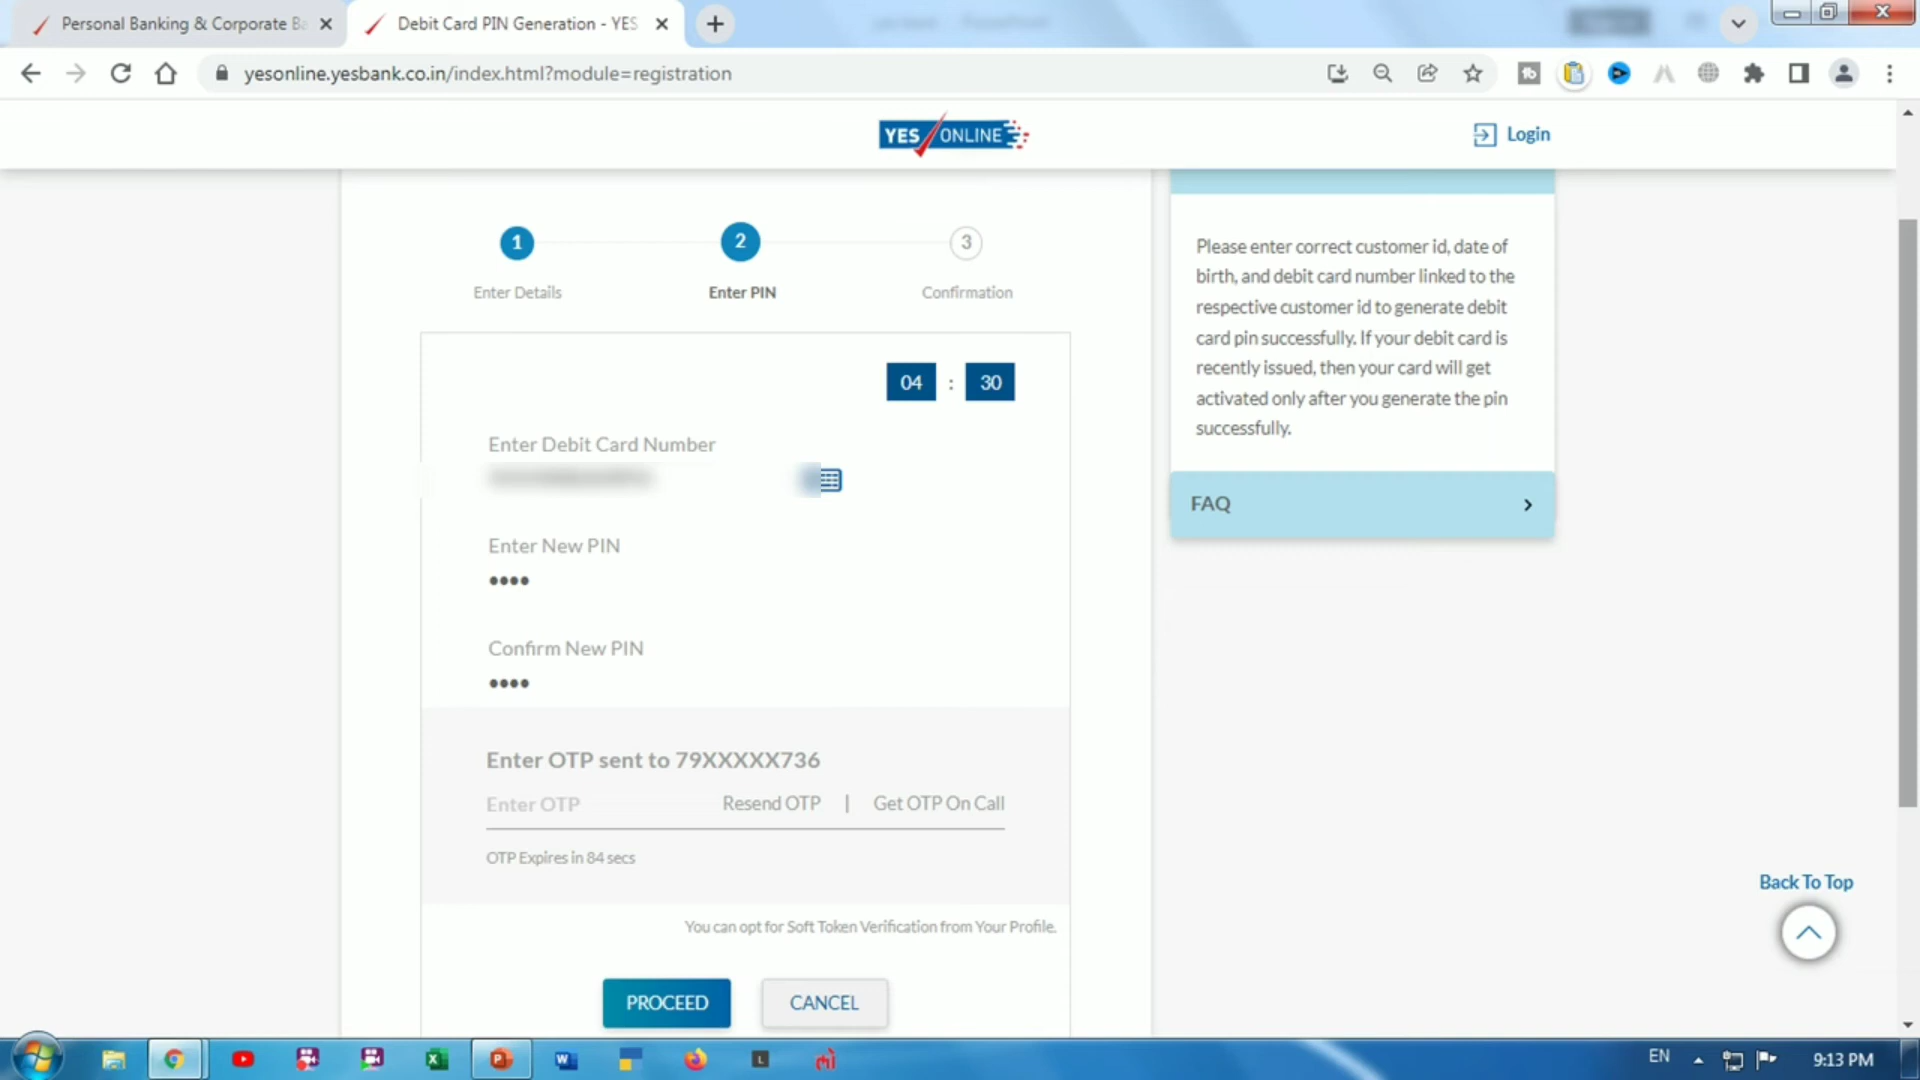 Personal Banking & Corporate Ba
Debit Card PIN Generation - YES
yesonline.yesbank.co.in/index.html?module=registration
YES ONLINE
Login
1
2
3
Enter Details
Enter PIN
Confirmation
04 : 30
Enter Debit Card Number
Enter New PIN
••••
Confirm New PIN
••••
Enter OTP sent to 79XXXXX736
Enter OTP
Resend OTP | Get OTP On Call
OTP Expires in 84 secs
You can opt for Soft Token Verification from Your Profile.
PROCEED
CANCEL
Please enter correct customer id, date of
birth, and debit card number linked to the
respective customer id to generate debit
card pin successfully. If your debit card is
recently issued, then your card will get
activated only after you generate the pin
successfully.
FAQ
Back To Top
EN
9:13 PM